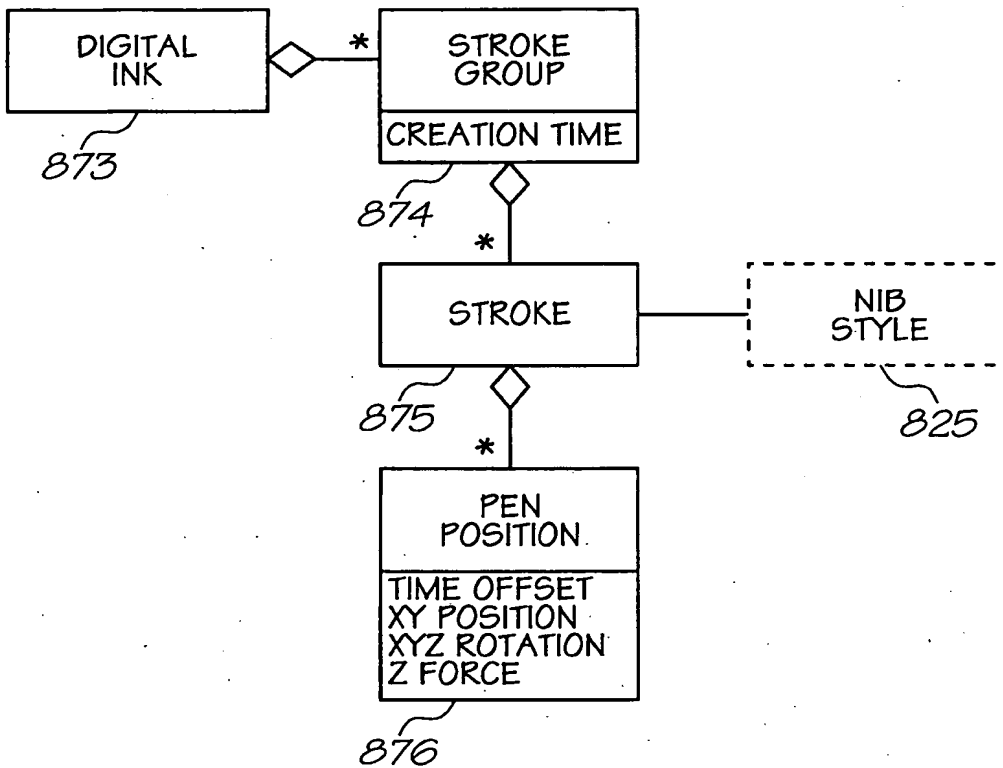 DIGITAL
INK
873
*
STROKE
GROUP
CREATION TIME
874
*
STROKE
875
NIB
STYLE
825
*
PEN
POSITION
TIME OFFSET
XY POSITION
XYZ ROTATION
Z FORCE
876